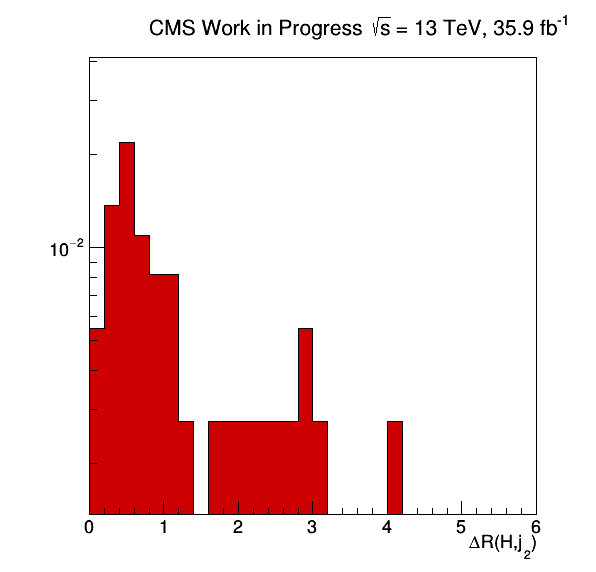 CMS Work in Progress √s = 13 TeV, 35.9 fb⁻¹
10⁻²
0 1 2 3 4 5 6
ΔR(H,j₂)